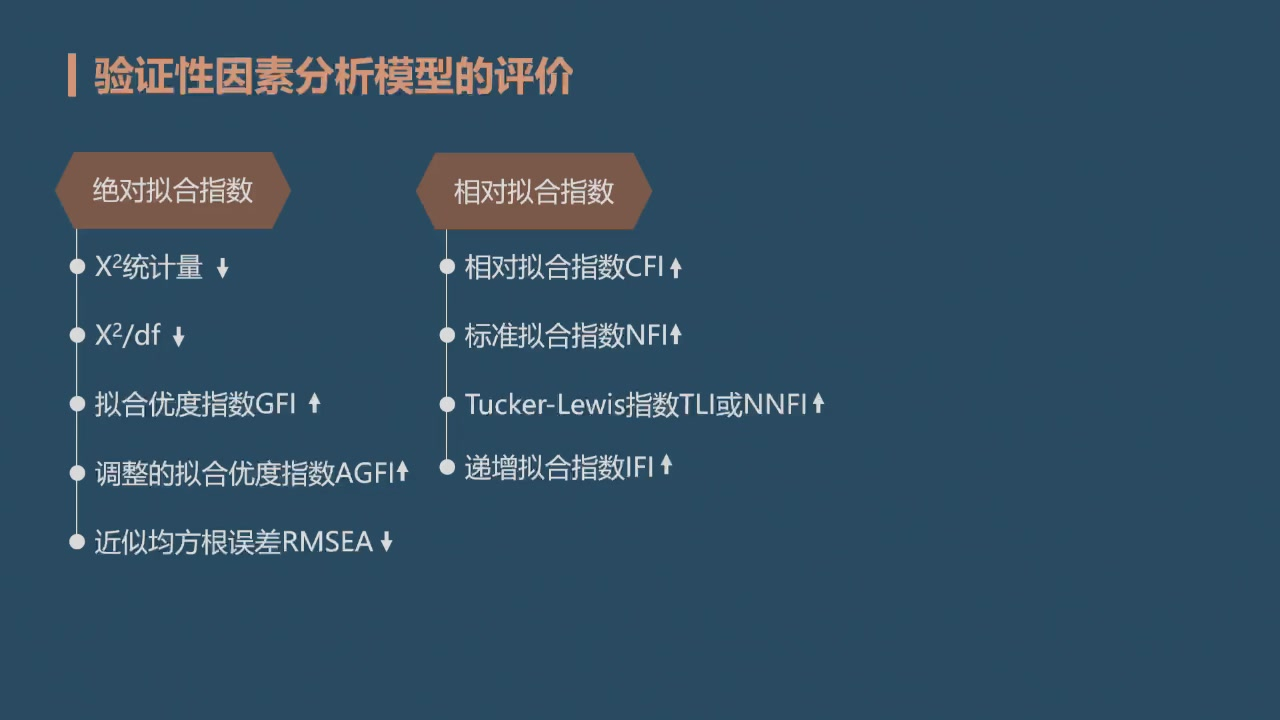 验证性因素分析模型的评价
绝对拟合指数
X²统计量 ↓
X²/df ↓
拟合优度指数GFI ↑
调整的拟合优度指数AGFI↑
近似均方根误差RMSEA ↓
相对拟合指数
相对拟合指数CFI↑
标准拟合指数NFI↑
Tucker-Lewis指数TLI或NNFI↑
递增拟合指数IFI↑